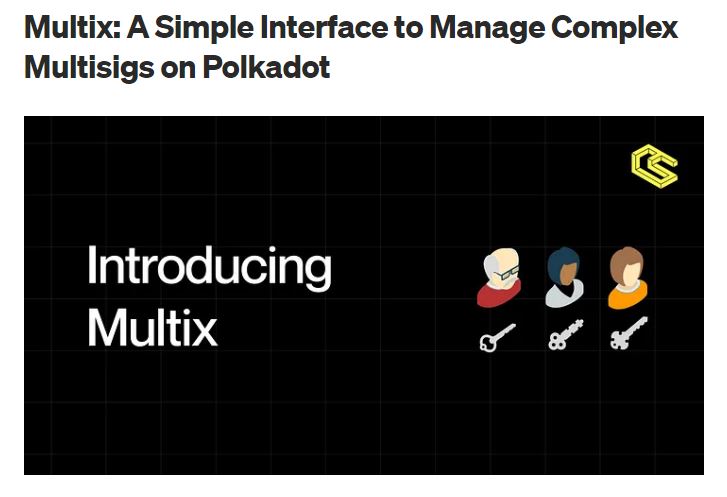 Multix: A Simple Interface to Manage Complex
Multisigs on Polkadot
Introducing
Multix